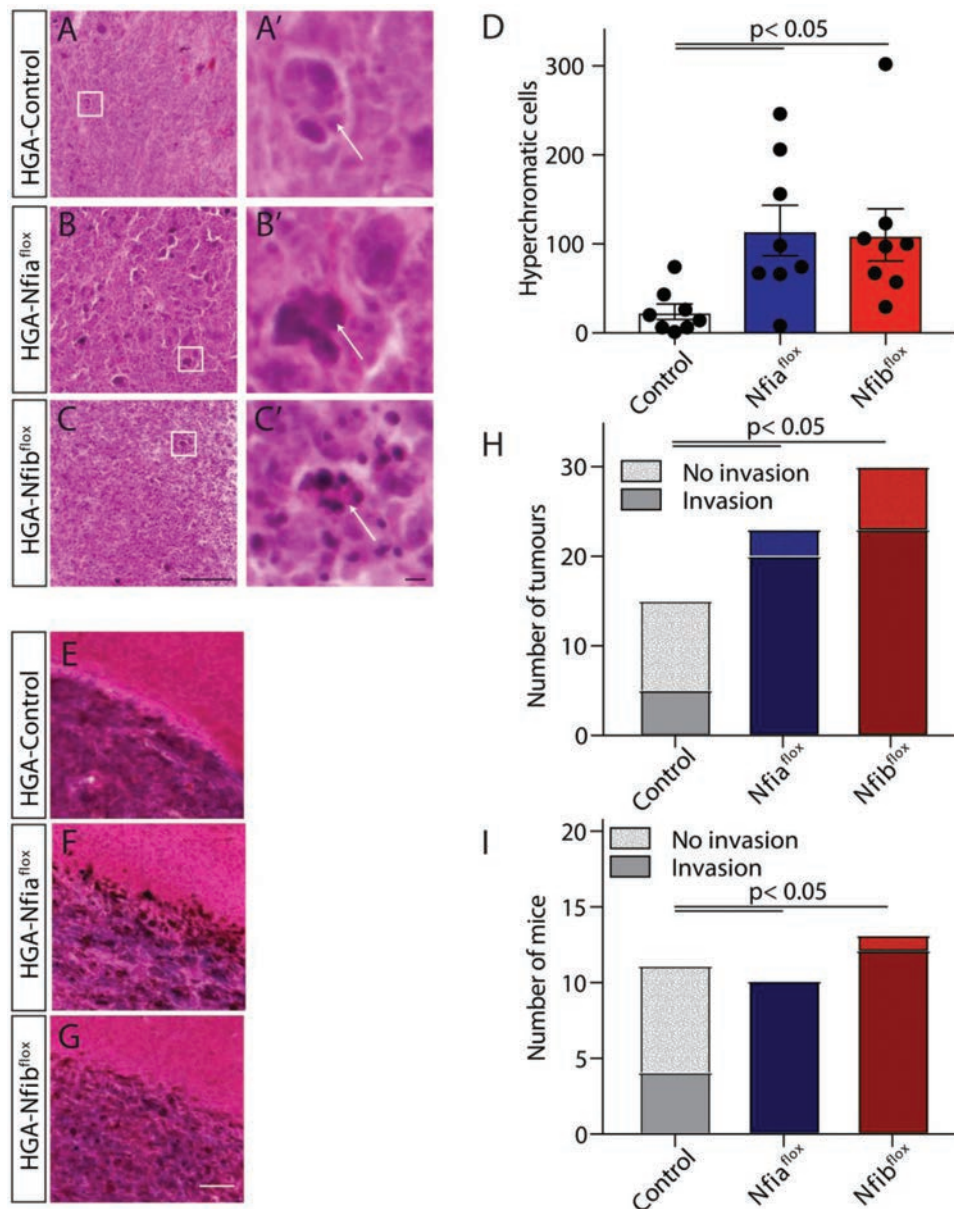 HGA-Control
A
A′
HGA-Nfia^flox
B
B′
HGA-Nfib^flox
C
C′
D
p< 0.05
Hyperchromatic cells
300
200
100
0
Control
Nfia^flox
Nfib^flox
HGA-Control
E
HGA-Nfia^flox
F
HGA-Nfib^flox
G
H
p< 0.05
No invasion
Invasion
Number of tumours
30
20
10
0
Control
Nfia^flox
Nfib^flox
I
No invasion
Invasion
p< 0.05
Number of mice
20
15
10
5
0
Control
Nfia^flox
Nfib^flox